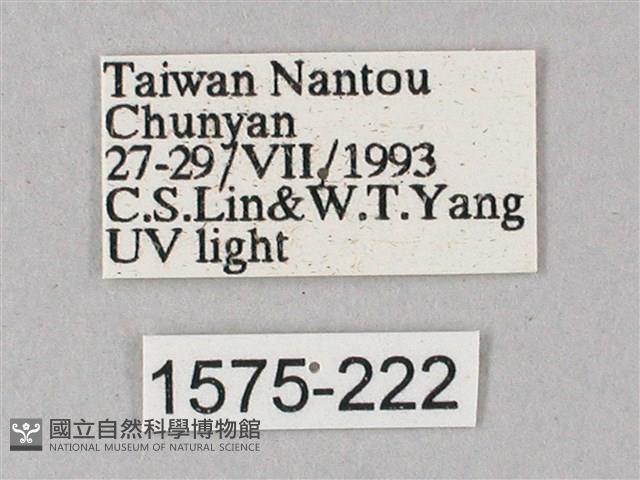 Taiwan Nantou
Chunyan
27-29/VII/1993
C.S.Lin&W.T.Yang
UV light
1575-222
國立自然科學博物館
NATIONAL MUSEUM OF NATURAL SCIENCE